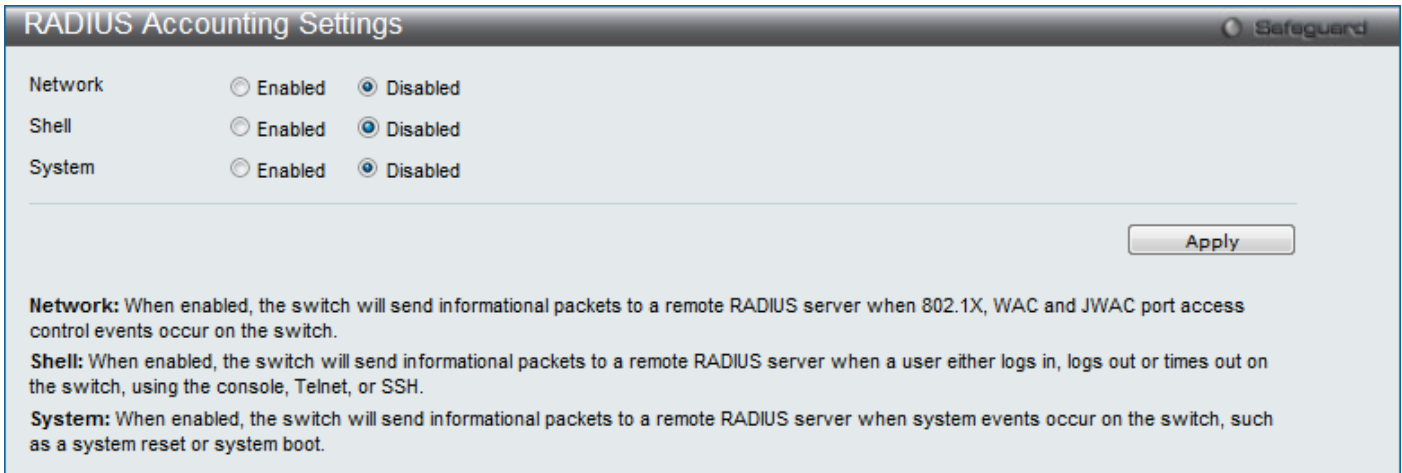 RADIUS Accounting Settings
Safeguard
Network Enabled Disabled
Shell Enabled Disabled
System Enabled Disabled
Apply
Network: When enabled, the switch will send informational packets to a remote RADIUS server when 802.1X, WAC and JWAC port access
control events occur on the switch.
Shell: When enabled, the switch will send informational packets to a remote RADIUS server when a user either logs in, logs out or times out on
the switch, using the console, Telnet, or SSH.
System: When enabled, the switch will send informational packets to a remote RADIUS server when system events occur on the switch, such
as a system reset or system boot.